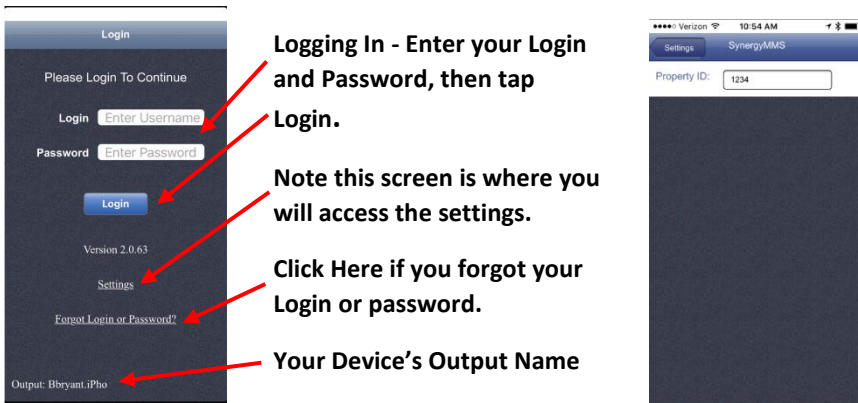 Login
Please Login To Continue
Login Enter Username
Password Enter Password
Login
Version 2.0.63
Settings
Forgot Login or Password?
Output: Bbryant.iPho
Logging In - Enter your Login
and Password, then tap
Login.
Note this screen is where you
will access the settings.
Click Here if you forgot your
Login or password.
Your Device's Output Name
Verizon 10:54 AM
Settings SynergyMMS
Property ID: 1234